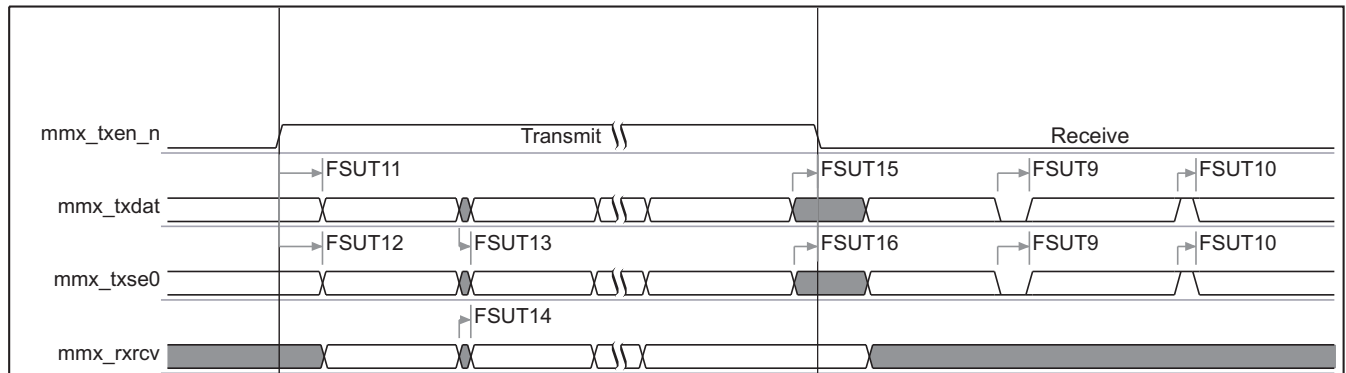 mmx_txen_n Transmit Receive
FSUT11 FSUT15 FSUT9 FSUT10
mmx_txdat
FSUT12 FSUT13 FSUT16 FSUT9 FSUT10
mmx_txse0
FSUT14
mmx_rxrcv